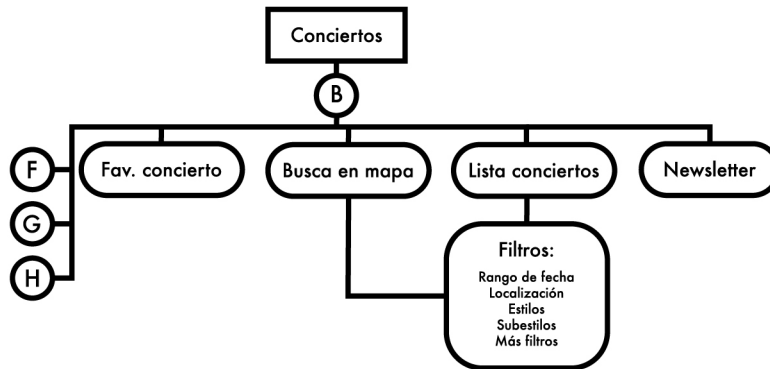 Conciertos
B
F
Fav. concierto
Busca en mapa
Lista conciertos
Newsletter
G
H
Filtros:
Rango de fecha
Localización
Estilos
Subestilos
Más filtros